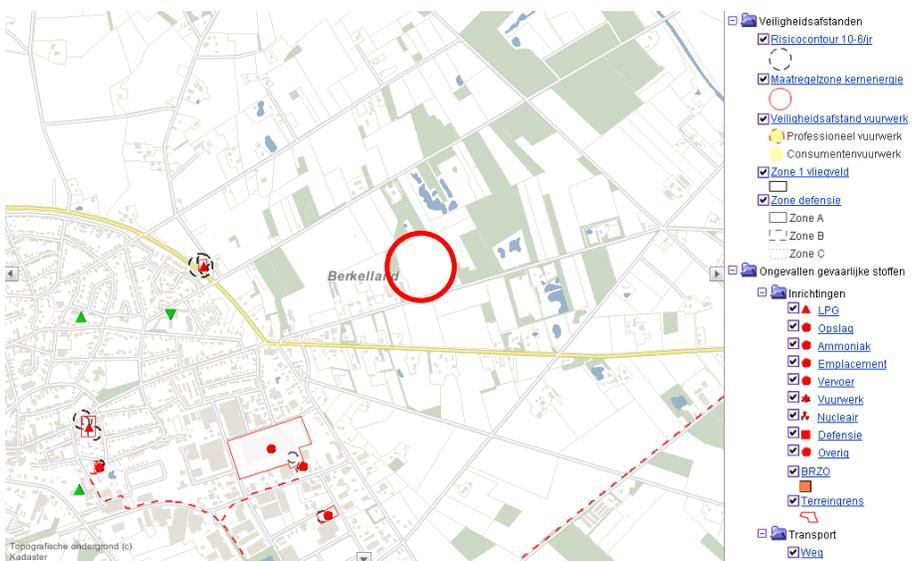 Veiligheidsafstanden
Risicocontour 10-6/jr
Maatregelzone kernenergie
Veiligheidsafstand vuurwerk
Professioneel vuurwerk
Consumentenvuurwerk
Zone 1 vliegveld
Zone defensie
Zone A
Zone B
Zone C
Ongevallen gevaarlijke stoffen
Inrichtingen
LPG
Opslag
Ammoniak
Emplacement
Vervoer
Vuurwerk
Nucleair
Defensie
Overig
BRZO
Terreingrens
Transport
Weg
Berkelland
Topografische ondergrond (c)
Kadaster